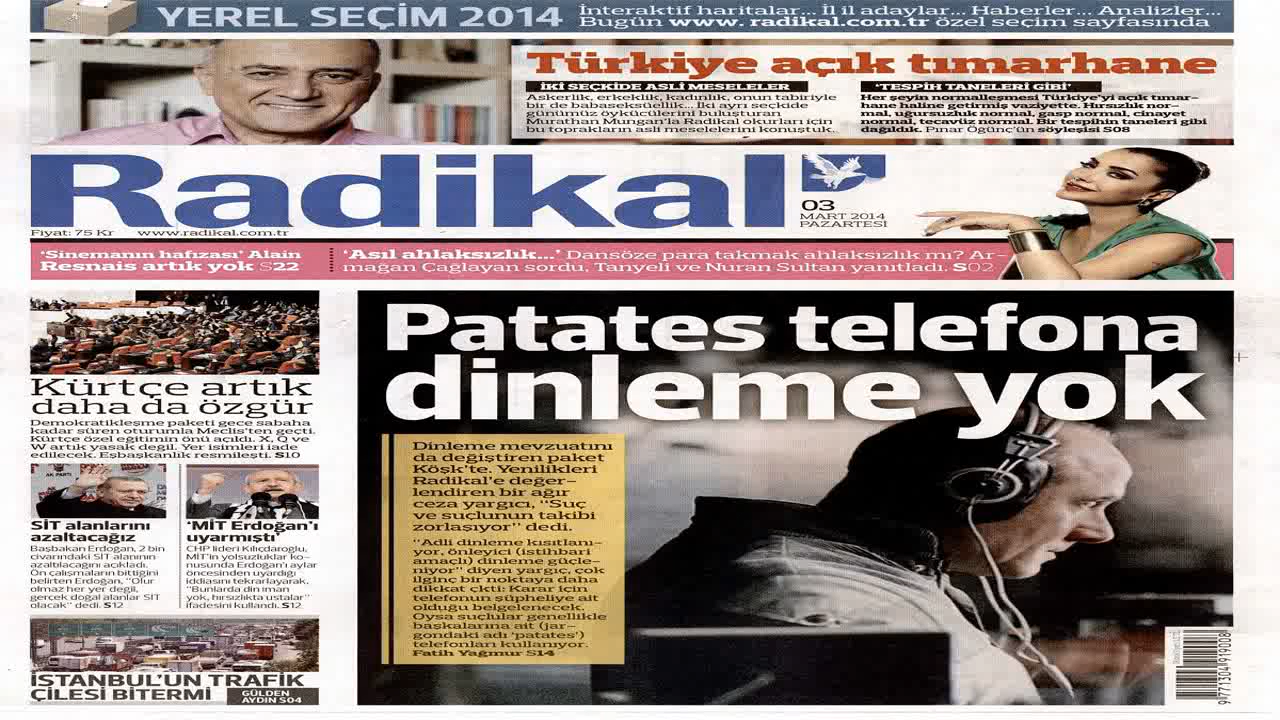 YEREL SEÇİM 2014
İnteraktif haritalar... İl il adaylar... Haberler... Analizler...
Bugün www. radikal.com.tr özel seçim sayfasında
Türkiye açık tımarhane
İKİ SEÇKİDE ASLİ MESELELER
Askerlik, erkeklik, kadınlık, onun tabiriyle
bir de babaseksüellik... İki ayrı seçkide
günümüz öykücülerini buluşturan
Murathan Mungan'la Radikal okurları için
bu toprakların asli meselelerini konuştuk..
'TESPİH TANELERİ GİBİ'
Her şeyin normalleşmesi Türkiye'yi açık tımar-
hane haline getirmiş vaziyette. Hırsızlık nor-
mal, uğursuzluk normal, gasp normal, cinayet
normal, tecavüz normal. Bir tespihin taneleri gibi
dağıldık. Pınar Öğünç'ün söyleşisi S08
Radikal
03
MART 2014
PAZARTESİ
Fiyat: 75 Kr www.radikal.com.tr
'Sinemanın hafızası' Alain
Resnais artık yok S22
'Asıl ahlaksızlık...' Dansöze para takmak ahlaksızlık mı? Ar-
mağan Çağlayan sordu, Tanyeli ve Nuran Sultan yanıtladı. S02
Kürtçe artık
daha da özgür
Demokratikleşme paketi gece sabaha
kadar süren oturumla Meclis'ten geçti.
Kürtçe özel eğitimin önü açıldı. X, Q ve
W artık yasak değil. Yer isimleri iade
edilecek. Eşbaşkanlık resmileşti. S10
AK PARTİ
SİT alanlarını
azaltacağız
Başbakan Erdoğan, 2 bin
civarındaki SİT alanının
azaltılacağını açıkladı.
Ön çalışmaların bittiğini
belirten Erdoğan, "Olur
olmaz her yer değil,
gerçek doğal alanlar SİT
olacak" dedi. S12
'MİT Erdoğan'ı
uyarmıştı'
CHP lideri Kılıçdaroğlu,
MİT'in yolsuzluklar ko-
nusunda Erdoğan'ı aylar
öncesinden uyardığı
iddiasını tekrarlayarak,
"Bunlarda din iman
yok, hırsızlıkta ustalar"
ifadesini kullandı. S12
İSTANBUL'UN TRAFİK
ÇİLESİ BİTER Mİ
GÜLDEN
AYDIN S04
Patates telefona
dinleme yok
Dinleme mevzuatını
da değiştiren paket
Köşk'te. Yenilikleri
Radikal'e değer-
lendiren bir ağır
ceza yargıcı, "Suç
ve suçlunun takibi
zorlaşıyor" dedi.
"Adli dinleme kısıtlanı-
yor, önleyici (istihbari
amaçlı) dinleme güçle-
niyor" diyen yargıç, çok
ilginç bir noktaya daha
dikkat çkti: Karar için
telefonun şüpheliye ait
olduğu belgelenecek.
Oysa suçlular genellikle
başkalarına ait (jar-
gondaki adı 'patates')
telefonları kullanıyor.
Fatih Yağmur S14
9771304919008